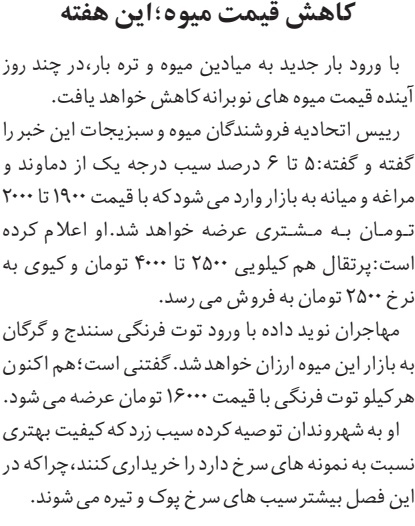 کاهش قیمت میوه؛این هفته
با ورود بار جدید به میادین میوه و تره بار،در چند روز
آینده قیمت میوه های نوبرانه کاهش خواهد یافت.
رییس اتحادیه فروشندگان میوه و سبزیجات این خبر را
گفته و گفته:۵ تا ۶ درصد سیب درجه یک از دماوند و
مراغه و میانه به بازار وارد می شود که با قیمت ۱۹۰۰ تا ۲۰۰۰
تـومـان بـه مـشـتری عرضه خواهد شد.او اعلام کرده
است:پرتقال هم کیلویی ۲۵۰۰ تا ۴۰۰۰ تومان و کیوی به
نرخ ۲۵۰۰ تومان به فروش می رسد.
مهاجران نوید داده با ورود توت فرنگی سنندج و گرگان
به بازار این میوه ارزان خواهد شد. گفتنی است؛هم اکنون
هرکیلو توت فرنگی با قیمت ۱۶۰۰۰ تومان عرضه می شود.
او به شهروندان توصیه کرده سیب زرد که کیفیت بهتری
نسبت به نمونه های سرخ دارد را خریداری کنند،چراکه در
این فصل بیشتر سیب های سرخ پوک و تیره می شوند.